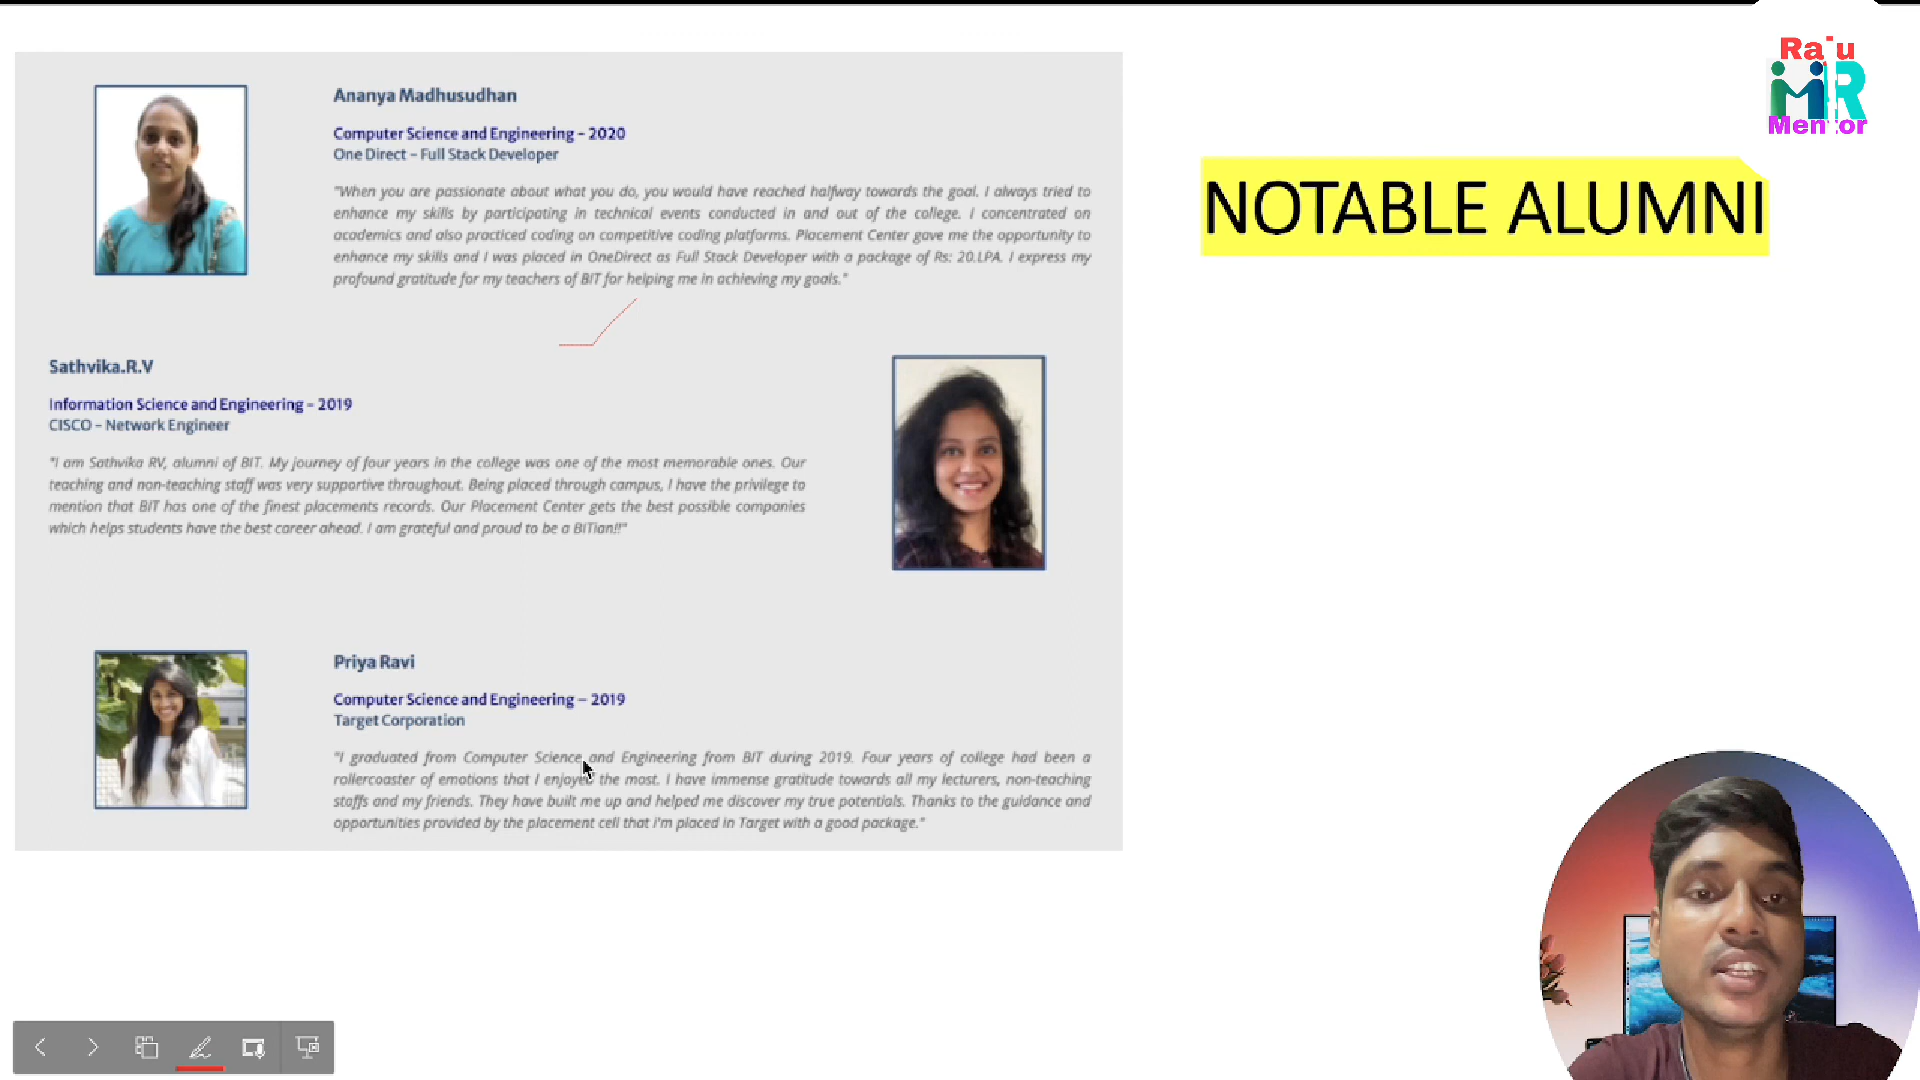 Raju
MR
Mentor
NOTABLE ALUMNI
Ananya Madhusudhan
Computer Science and Engineering - 2020
One Direct - Full Stack Developer
"When you are passionate about what you do, you would have reached halfway towards the goal. I always tried to
enhance my skills by participating in technical events conducted in and out of the college. I concentrated on
academics and also practiced coding on competitive coding platforms. Placement Center gave me the opportunity to
enhance my skills and I was placed in OneDirect as Full Stack Developer with a package of Rs: 20.LPA. I express my
profound gratitude for my teachers of BIT for helping me in achieving my goals."
Sathvika.R.V
Information Science and Engineering - 2019
CISCO - Network Engineer
"I am Sathvika RV, alumni of BIT. My journey of four years in the college was one of the most memorable ones. Our
teaching and non-teaching staff was very supportive throughout. Being placed through campus, I have the privilege to
mention that BIT has one of the finest placements records. Our Placement Center gets the best possible companies
which helps students have the best career ahead. I am grateful and proud to be a BITian!!"
Priya Ravi
Computer Science and Engineering – 2019
Target Corporation
"I graduated from Computer Science and Engineering from BIT during 2019. Four years of college had been a
rollercoaster of emotions that I enjoyed the most. I have immense gratitude towards all my lecturers, non-teaching
staffs and my friends. They have built me up and helped me discover my true potentials. Thanks to the guidance and
opportunities provided by the placement cell that i'm placed in Target with a good package."